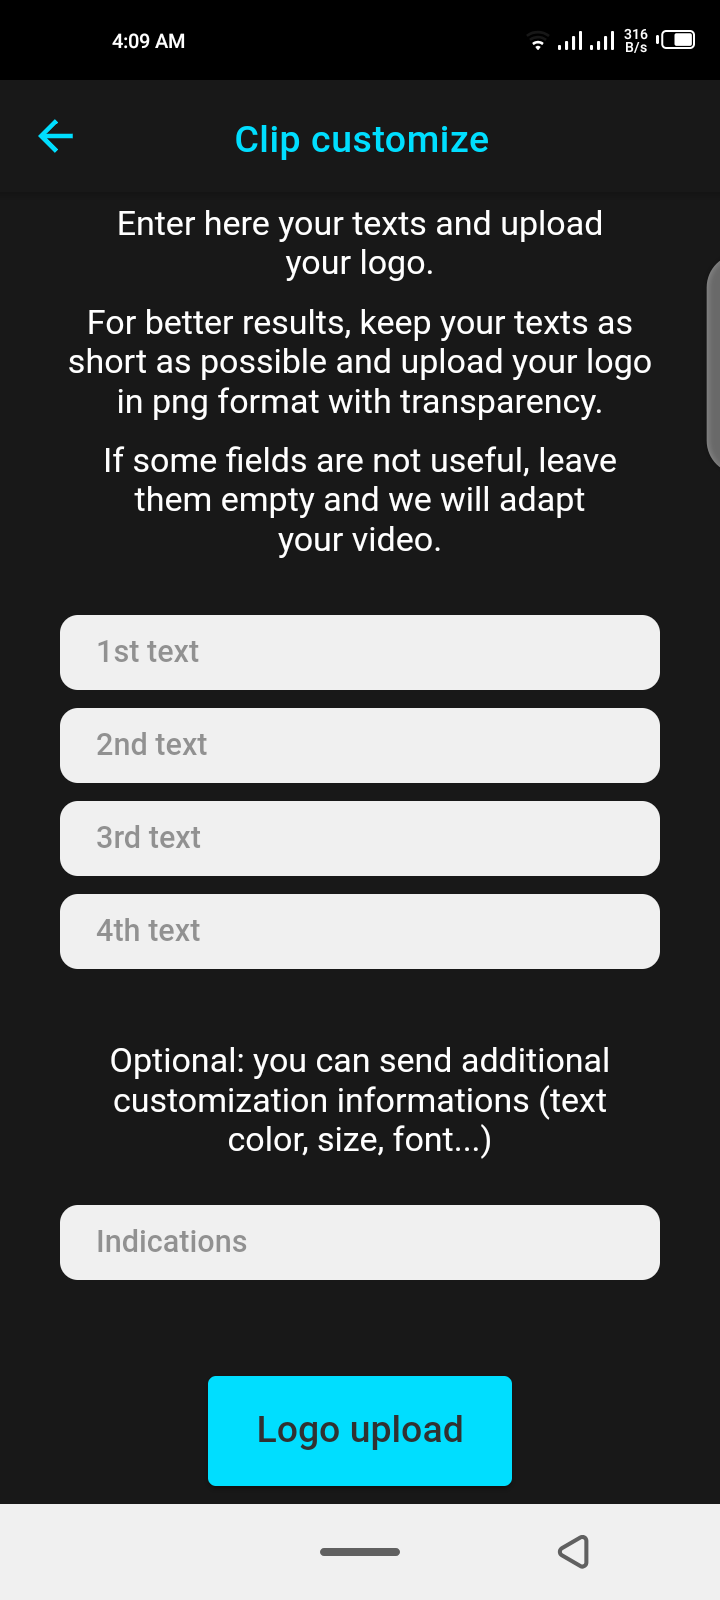 4:09 AM
316
B/s
Clip customize
Enter here your texts and upload
your logo.
For better results, keep your texts as
short as possible and upload your logo
in png format with transparency.
If some fields are not useful, leave
them empty and we will adapt
your video.
1st text
2nd text
3rd text
4th text
Optional: you can send additional
customization informations (text
color, size, font...)
Indications
Logo upload